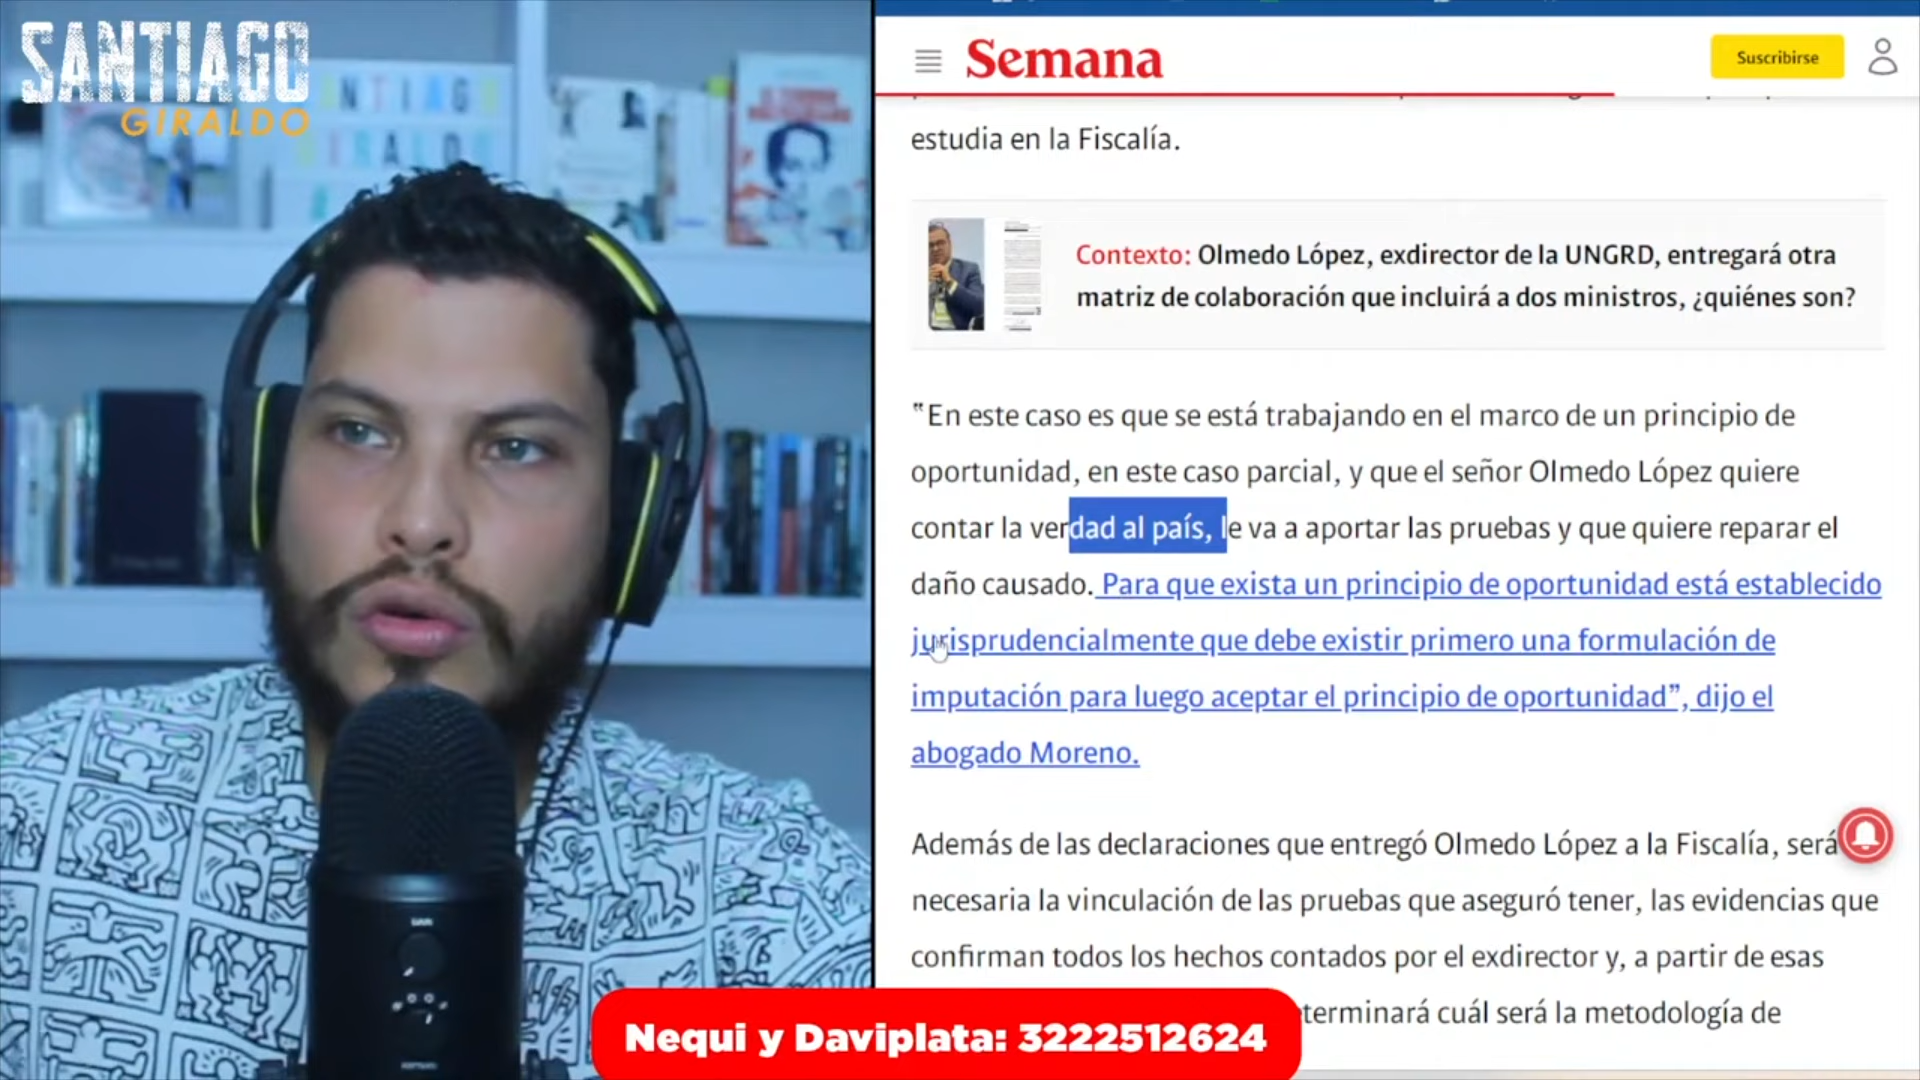 SANTIAGO
GIRALDO
Semana
Suscribirse
estudia en la Fiscalía.
Contexto: Olmedo López, exdirector de la UNGRD, entregará otra
matriz de colaboración que incluirá a dos ministros, ¿quiénes son?
“En este caso es que se está trabajando en el marco de un principio de
oportunidad, en este caso parcial, y que el señor Olmedo López quiere
contar la verdad al país, le va a aportar las pruebas y que quiere reparar el
daño causado. Para que exista un principio de oportunidad está establecido
jurisprudencialmente que debe existir primero una formulación de
imputación para luego aceptar el principio de oportunidad”, dijo el
abogado Moreno.
Además de las declaraciones que entregó Olmedo López a la Fiscalía, será
necesaria la vinculación de las pruebas que aseguró tener, las evidencias que
confirman todos los hechos contados por el exdirector y, a partir de esas
terminará cuál será la metodología de
Nequi y Daviplata: 3222512624